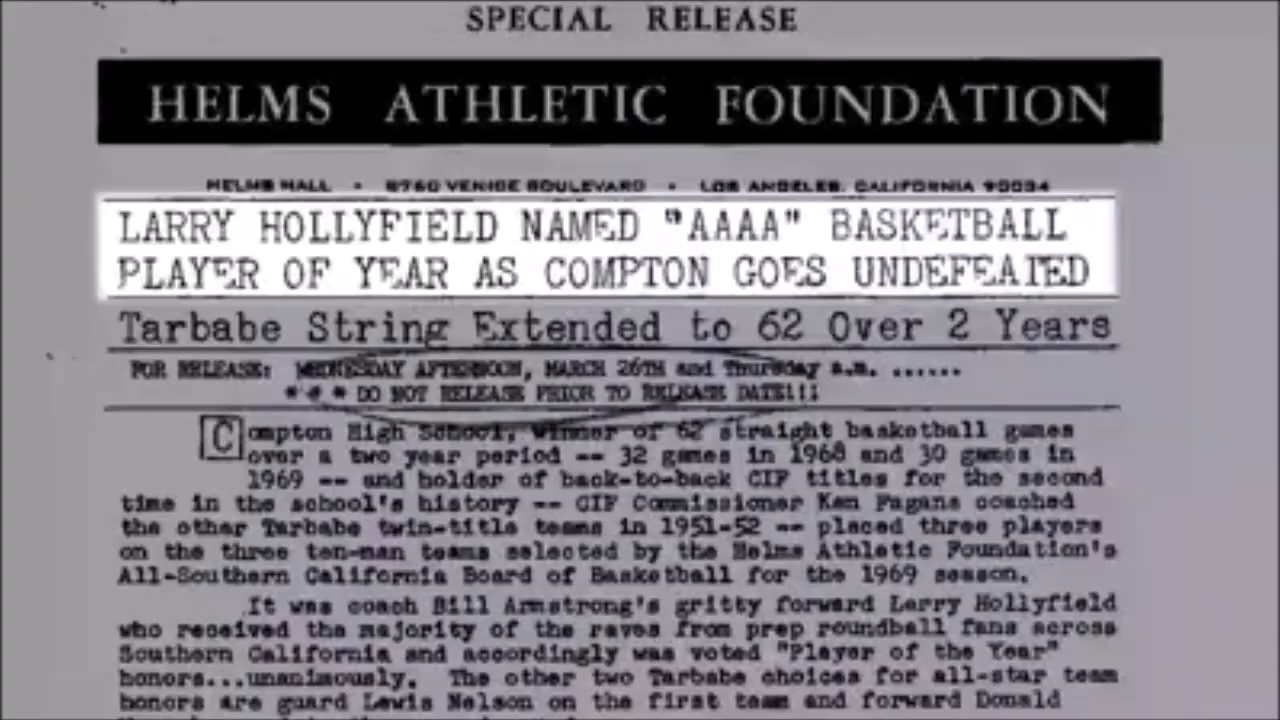 SPECIAL RELEASE
HELMS ATHLETIC FOUNDATION
HELMS HALL • 8760 VENICE BOULEVARD • LOS ANGELES, CALIFORNIA 90034
LARRY HOLLYFIELD NAMED "AAAA" BASKETBALL
PLAYER OF YEAR AS COMPTON GOES UNDEFEATED
Tarbabe String Extended to 62 Over 2 Years
FOR RELEASE: WEDNESDAY AFTERNOON, MARCH 26TH and Thursday a.m. ......
* * * DO NOT RELEASE PRIOR TO RELEASE DATE!!!
Compton High School, winner of 62 straight basketball games
over a two year period -- 32 games in 1968 and 30 games in
1969 -- and holder of back-to-back CIF titles for the second
time in the school's history -- CIF Commissioner Ken Fagans coached
the other Tarbabe twin-title teams in 1951-52 -- placed three players
on the three ten-man teams selected by the Helms Athletic Foundation's
All-Southern California Board of Basketball for the 1969 season.
It was coach Bill Armstrong's gritty forward Larry Hollyfield
who received the majority of the raves from prep roundball fans across
Southern California and accordingly was voted "Player of the Year"
honors...unanimously. The other two Tarbabe choices for all-star team
honors are guard Lewis Nelson on the first team and forward Donald